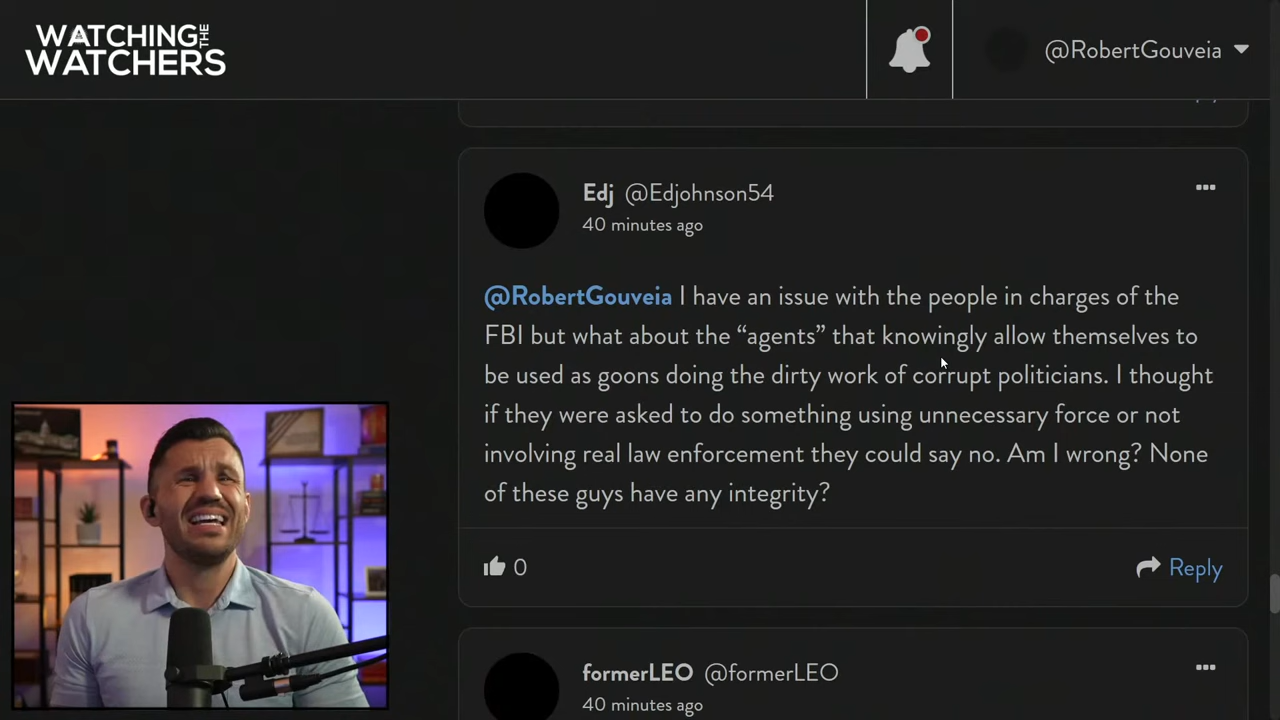 WATCHING THE
WATCHERS
@RobertGouveia
Edj @Edjohnson54
40 minutes ago
@RobertGouveia I have an issue with the people in charges of the
FBI but what about the “agents” that knowingly allow themselves to
be used as goons doing the dirty work of corrupt politicians. I thought
if they were asked to do something using unnecessary force or not
involving real law enforcement they could say no. Am I wrong? None
of these guys have any integrity?
0
Reply
formerLEO @formerLEO
40 minutes ago